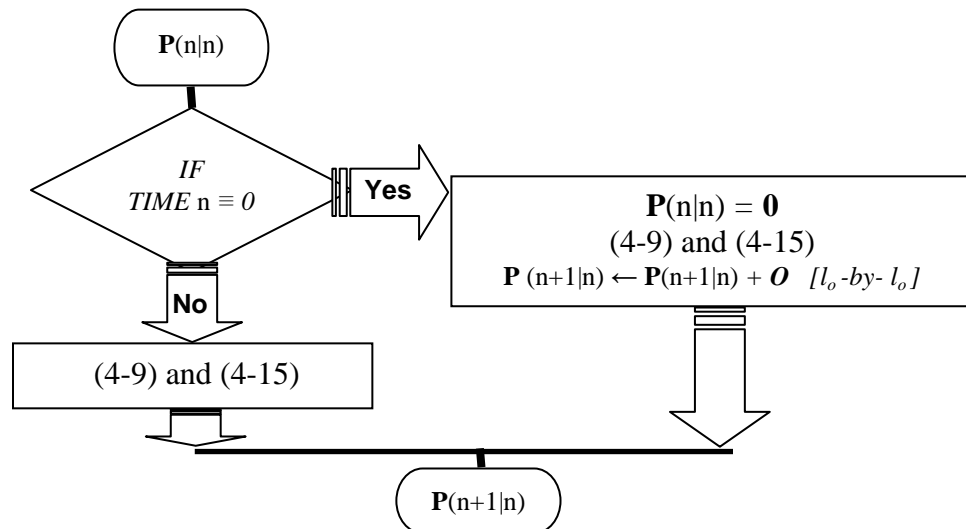 P(n|n)
IF
TIME n ≡ 0
Yes
P(n|n) = 0
(4-9) and (4-15)
P (n+1|n) ← P(n+1|n) + O [lo -by- lo]
No
(4-9) and (4-15)
P(n+1|n)